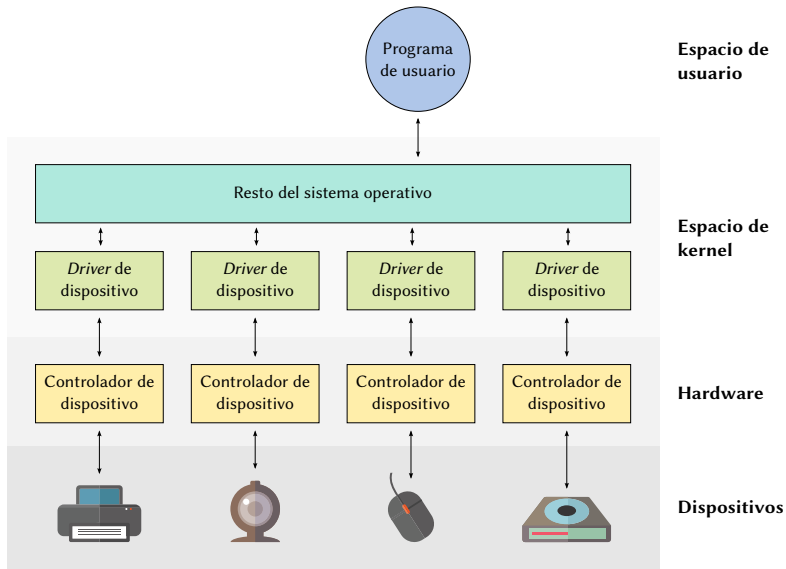 Programa
de usuario
Espacio de
usuario
Resto del sistema operativo
Espacio de
kernel
Driver de
dispositivo
Driver de
dispositivo
Driver de
dispositivo
Driver de
dispositivo
Controlador de
dispositivo
Controlador de
dispositivo
Controlador de
dispositivo
Controlador de
dispositivo
Hardware
Dispositivos